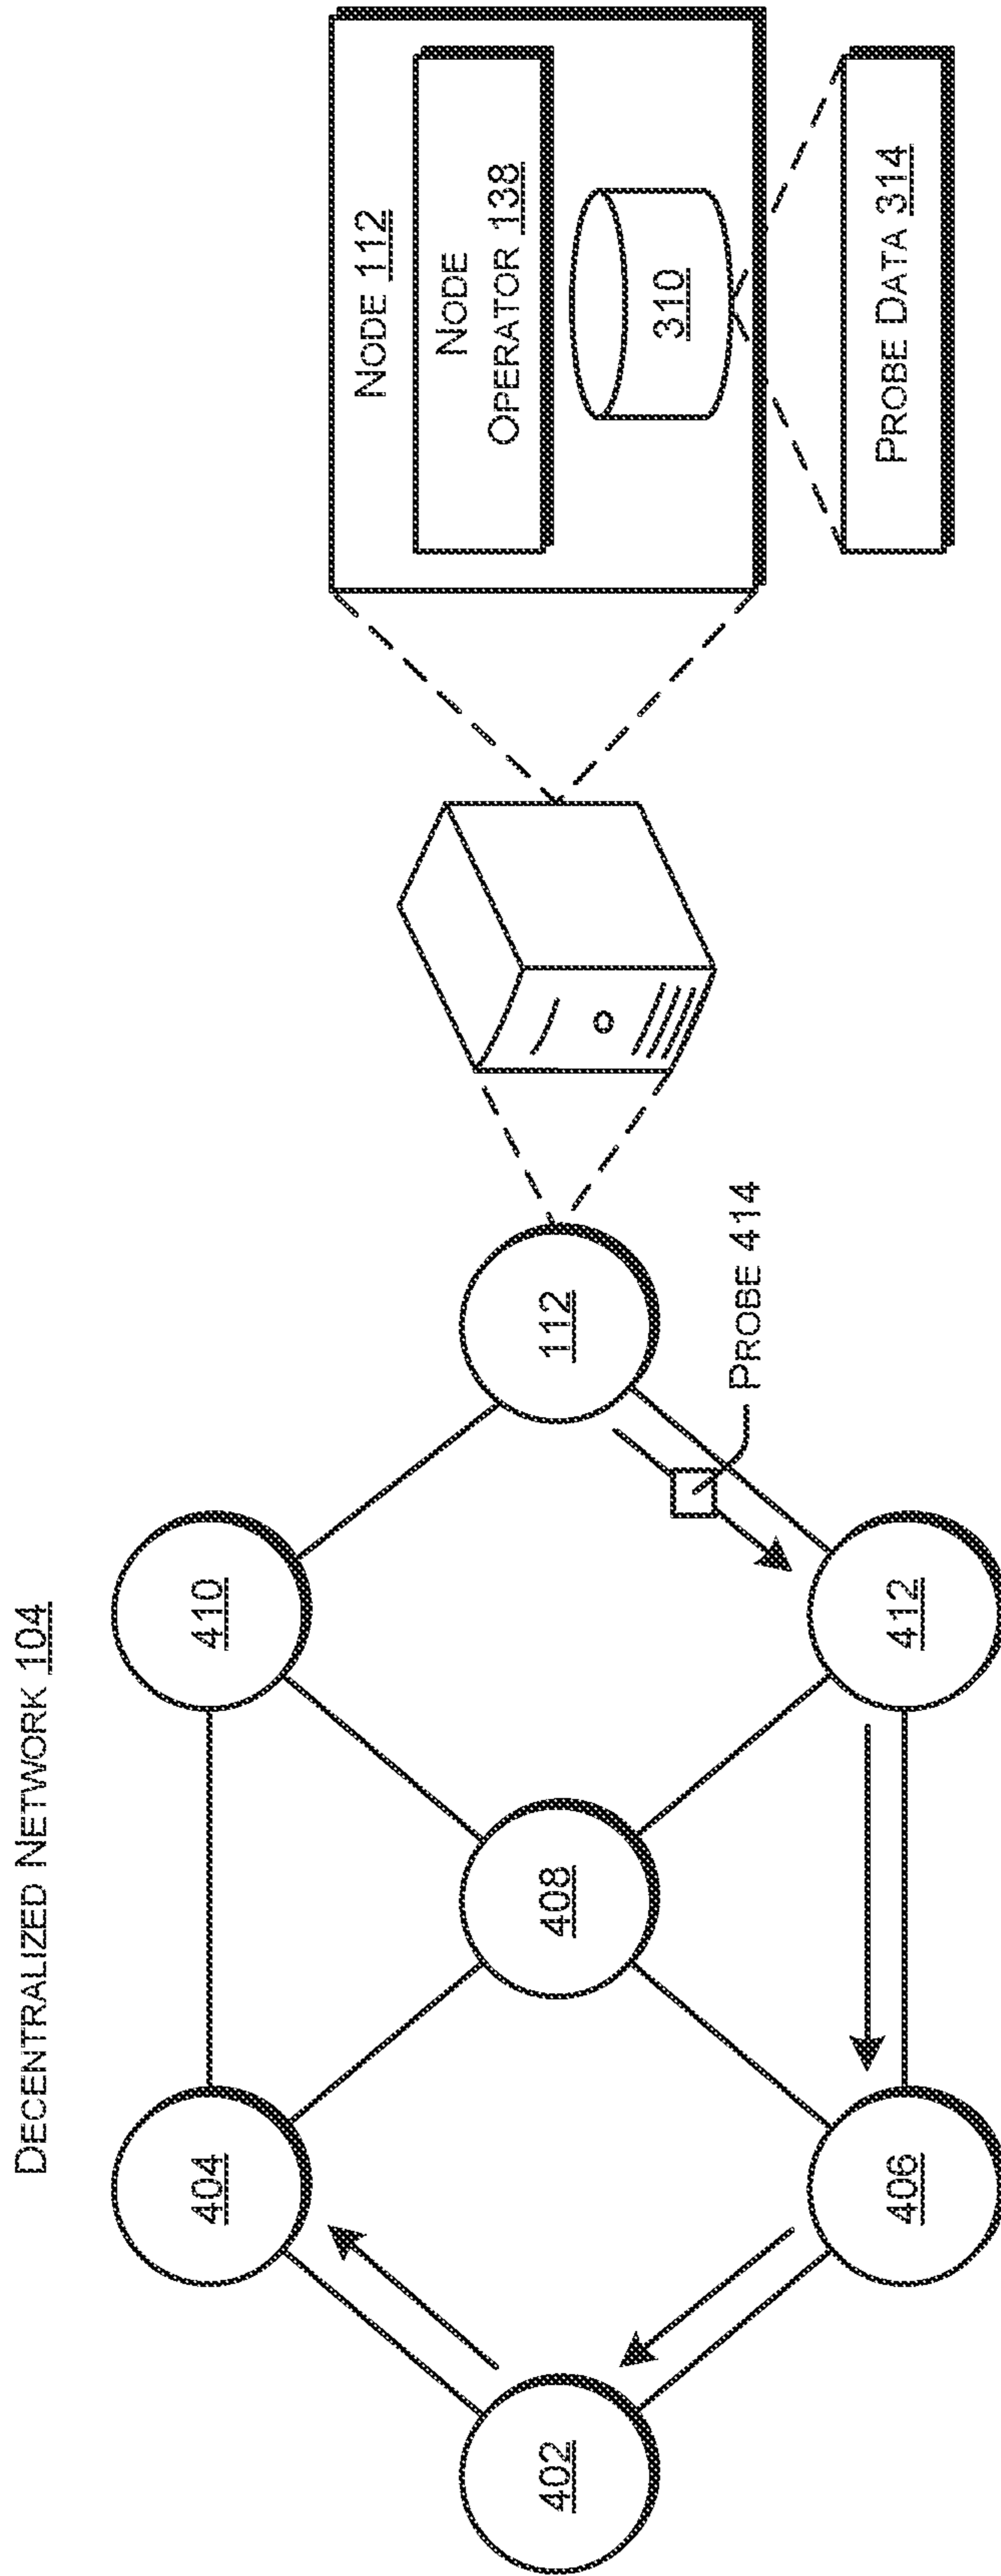 DECENTRALIZED NETWORK 104
404
410
402
408
112
406
412
PROBE 414
NODE 112
NODE
OPERATOR 138
310
PROBE DATA 314